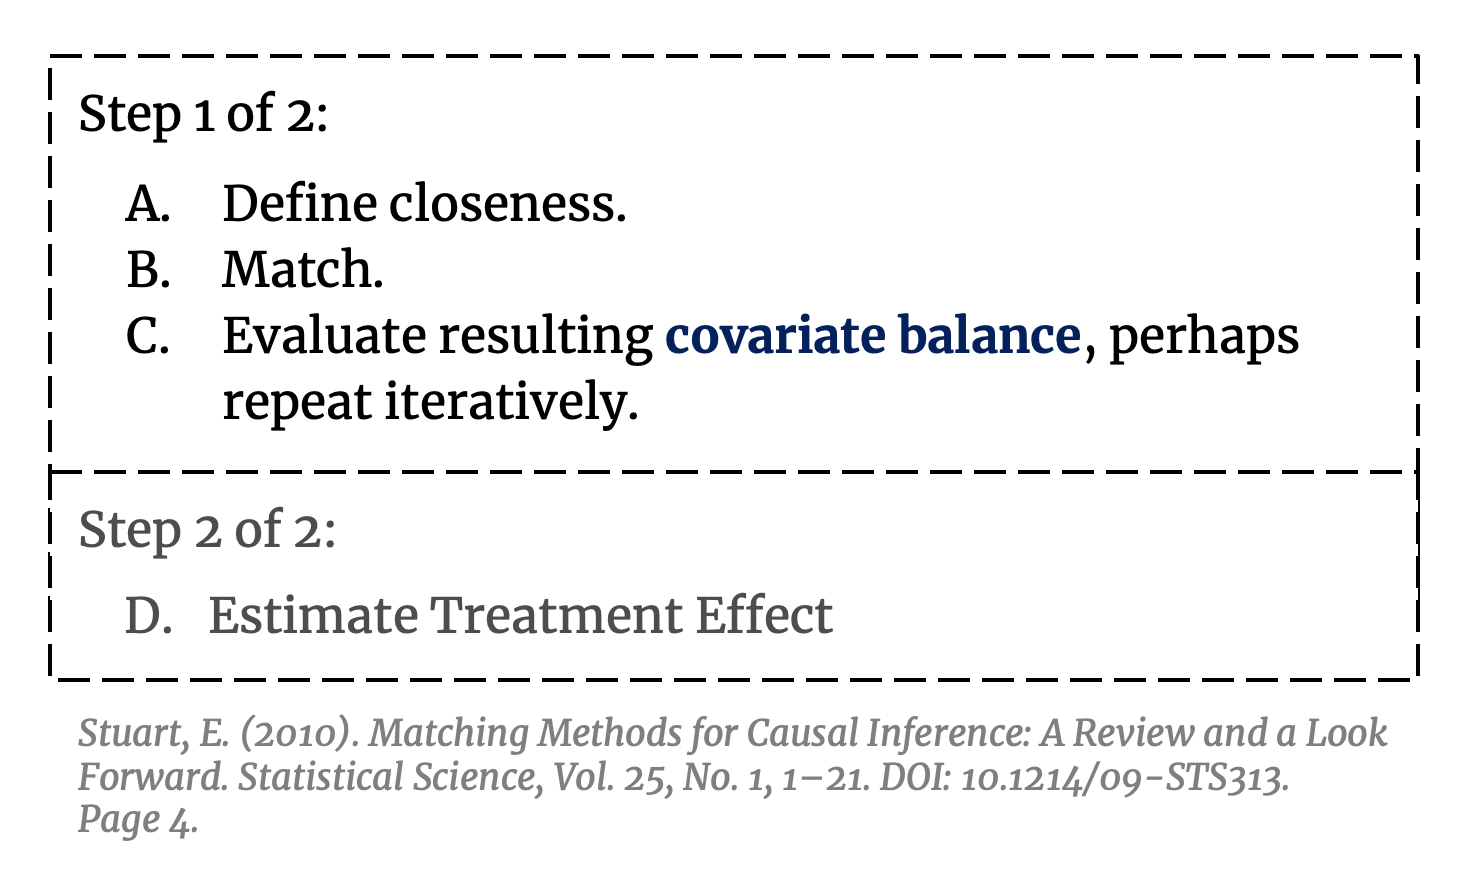 Step 1 of 2:
A. Define closeness.
B. Match.
C. Evaluate resulting covariate balance, perhaps
repeat iteratively.
Step 2 of 2:
D. Estimate Treatment Effect
Stuart, E. (2010). Matching Methods for Causal Inference: A Review and a Look
Forward. Statistical Science, Vol. 25, No. 1, 1–21. DOI: 10.1214/09-STS313.
Page 4.